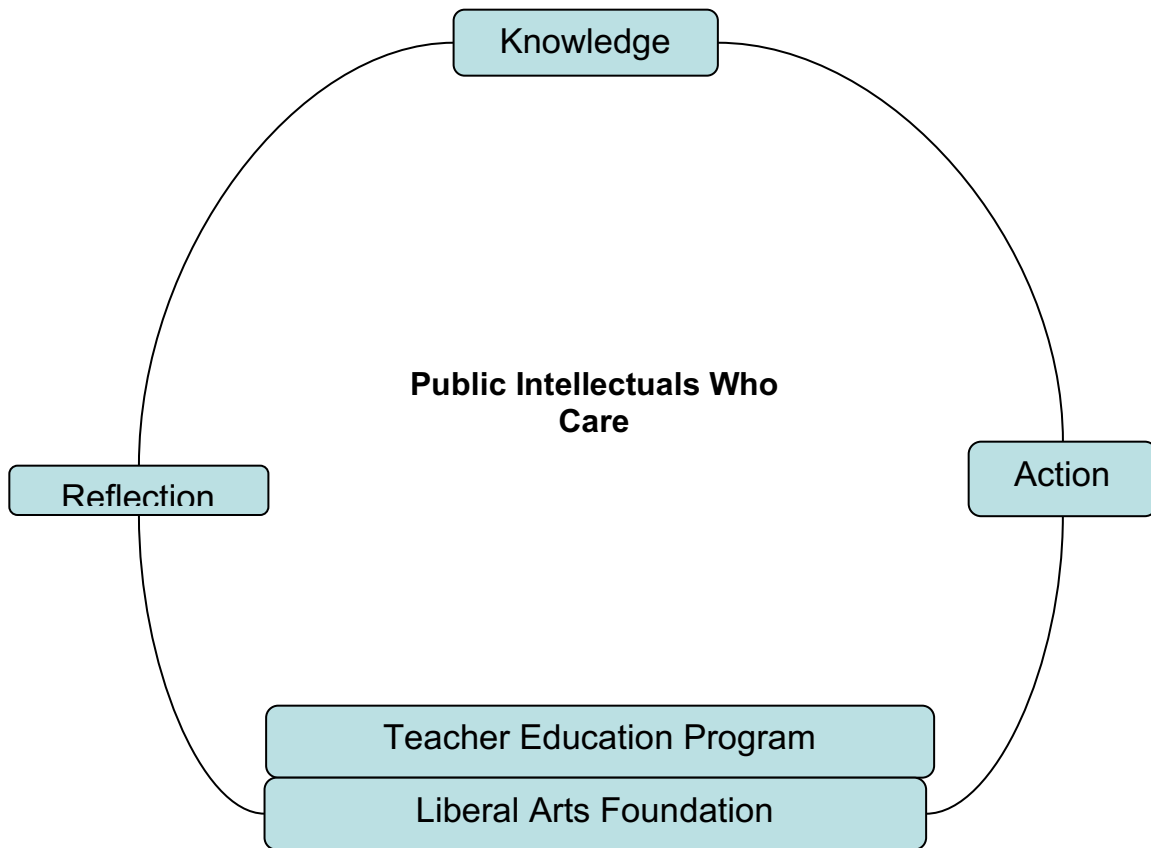 Knowledge
Public Intellectuals Who
Care
Reflection
Action
Teacher Education Program
Liberal Arts Foundation